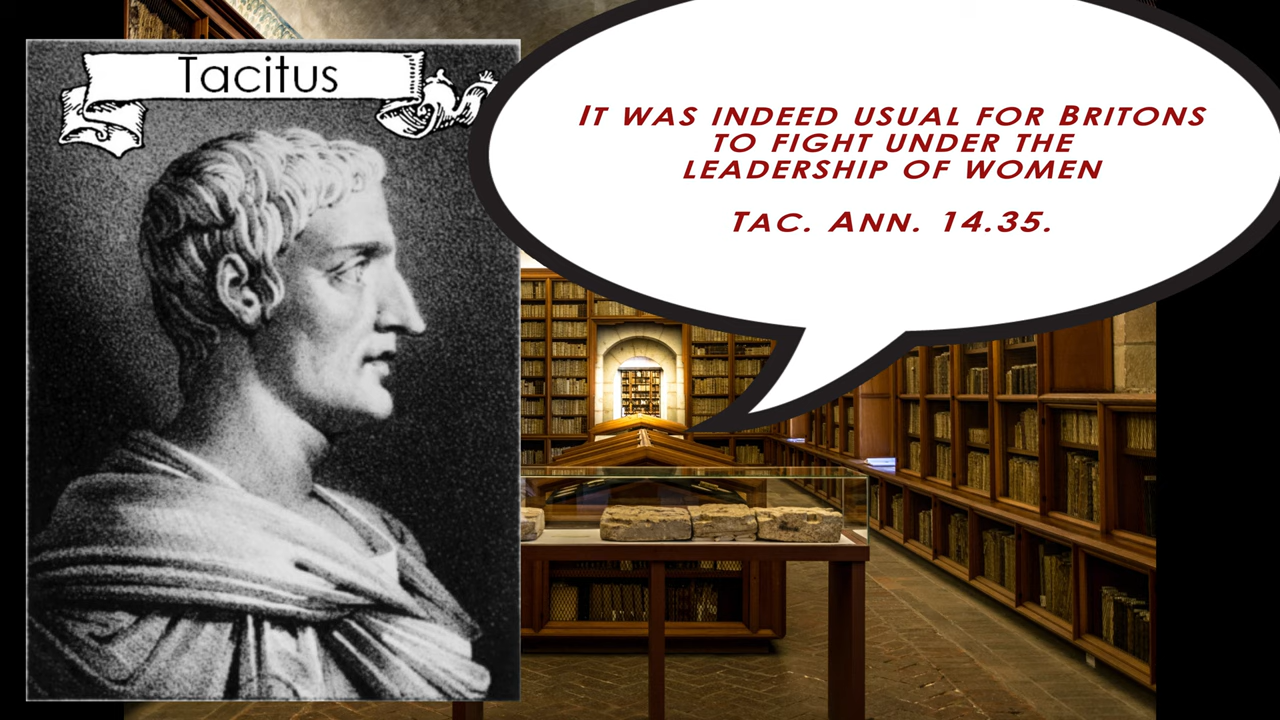 Tacitus
It was indeed usual for Britons
to fight under the
leadership of women
Tac. Ann. 14.35.